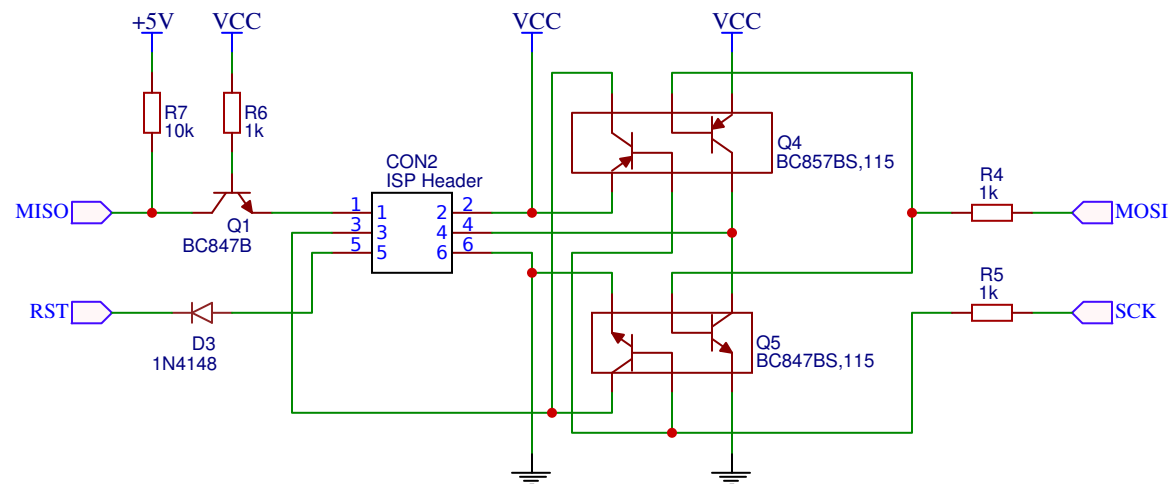 +5V
VCC
VCC
VCC
R7
10k
R6
1k
CON2
ISP Header
Q4
BC857BS,115
R4
1k
MISO
Q1
BC847B
1
1
2
2
3
3
4
4
5
5
6
6
MOSI
R5
1k
RST
D3
1N4148
Q5
BC847BS,115
SCK